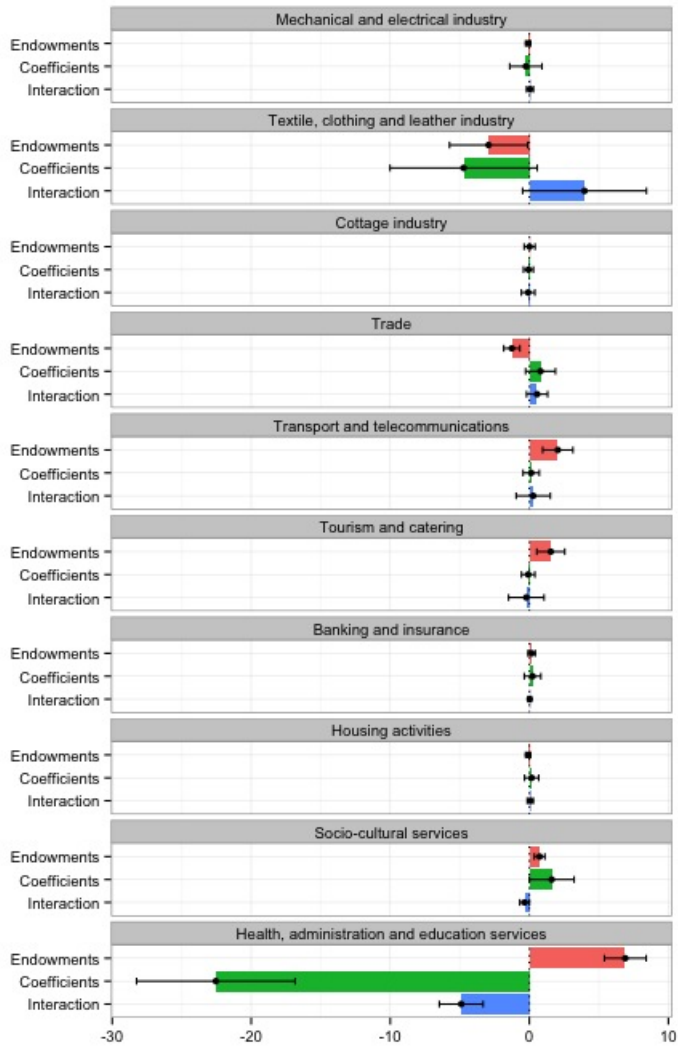 Mechanical and electrical industry
Endowments
Coefficients
Interaction
Textile, clothing and leather industry
Endowments
Coefficients
Interaction
Cottage industry
Endowments
Coefficients
Interaction
Trade
Endowments
Coefficients
Interaction
Transport and telecommunications
Endowments
Coefficients
Interaction
Tourism and catering
Endowments
Coefficients
Interaction
Banking and insurance
Endowments
Coefficients
Interaction
Housing activities
Endowments
Coefficients
Interaction
Socio-cultural services
Endowments
Coefficients
Interaction
Health, administration and education services
Endowments
Coefficients
Interaction
-30 -20 -10 0 10